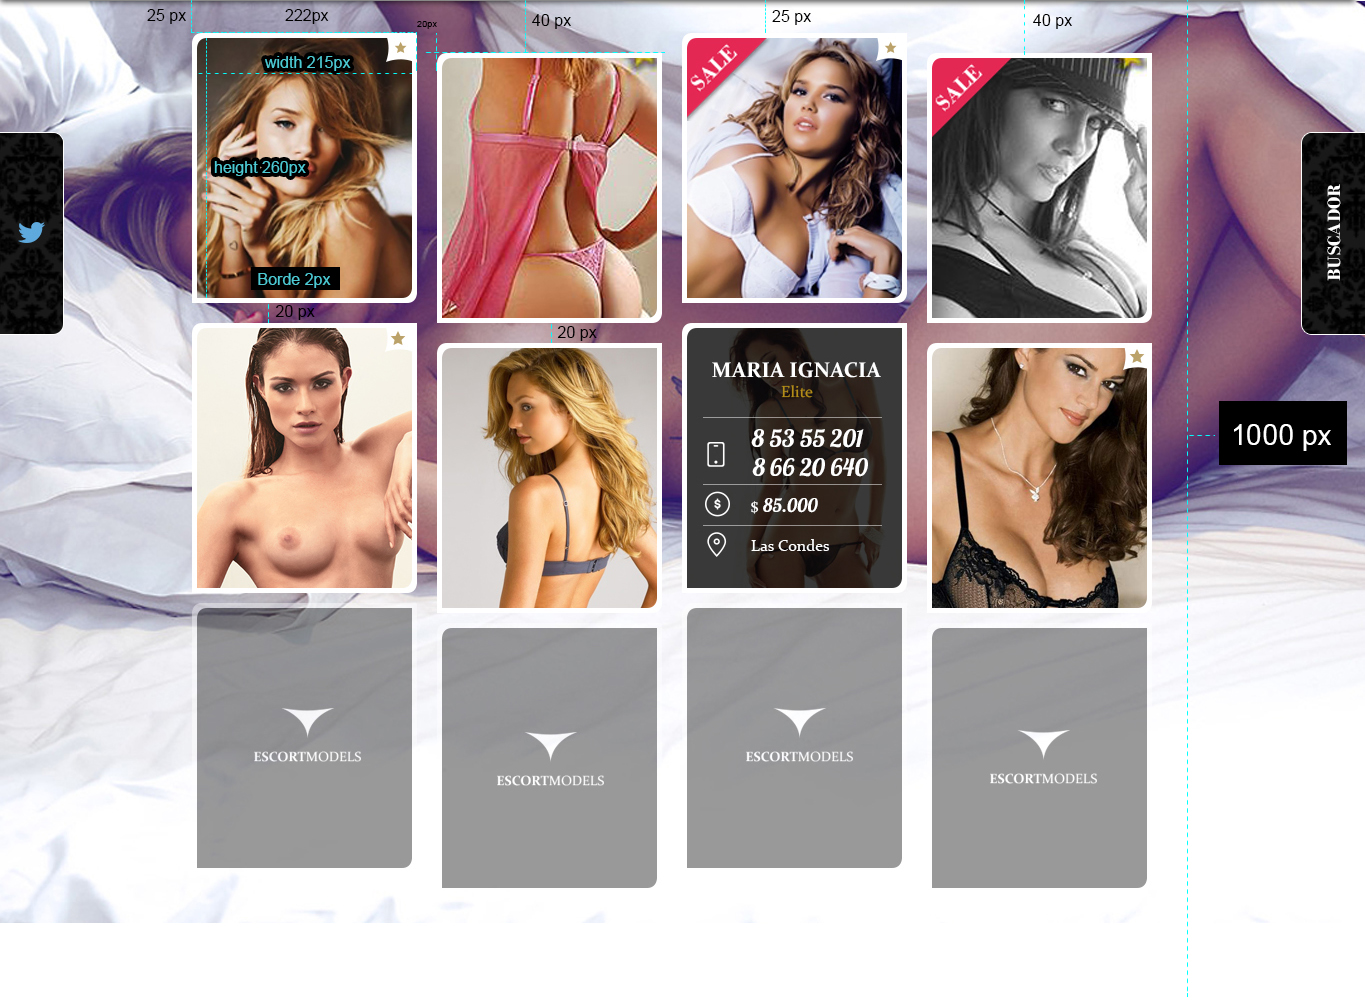 25 px
222px
20px
40 px
25 px
40 px
width 215px
SALE
SALE
height 260px
BUSCADOR
Borde 2px
20 px
20 px
MARIA IGNACIA
Elite
8 53 55 201
8 66 20 640
$ 85.000
Las Condes
1000 px
ESCORTMODELS
ESCORTMODELS
ESCORTMODELS
ESCORTMODELS